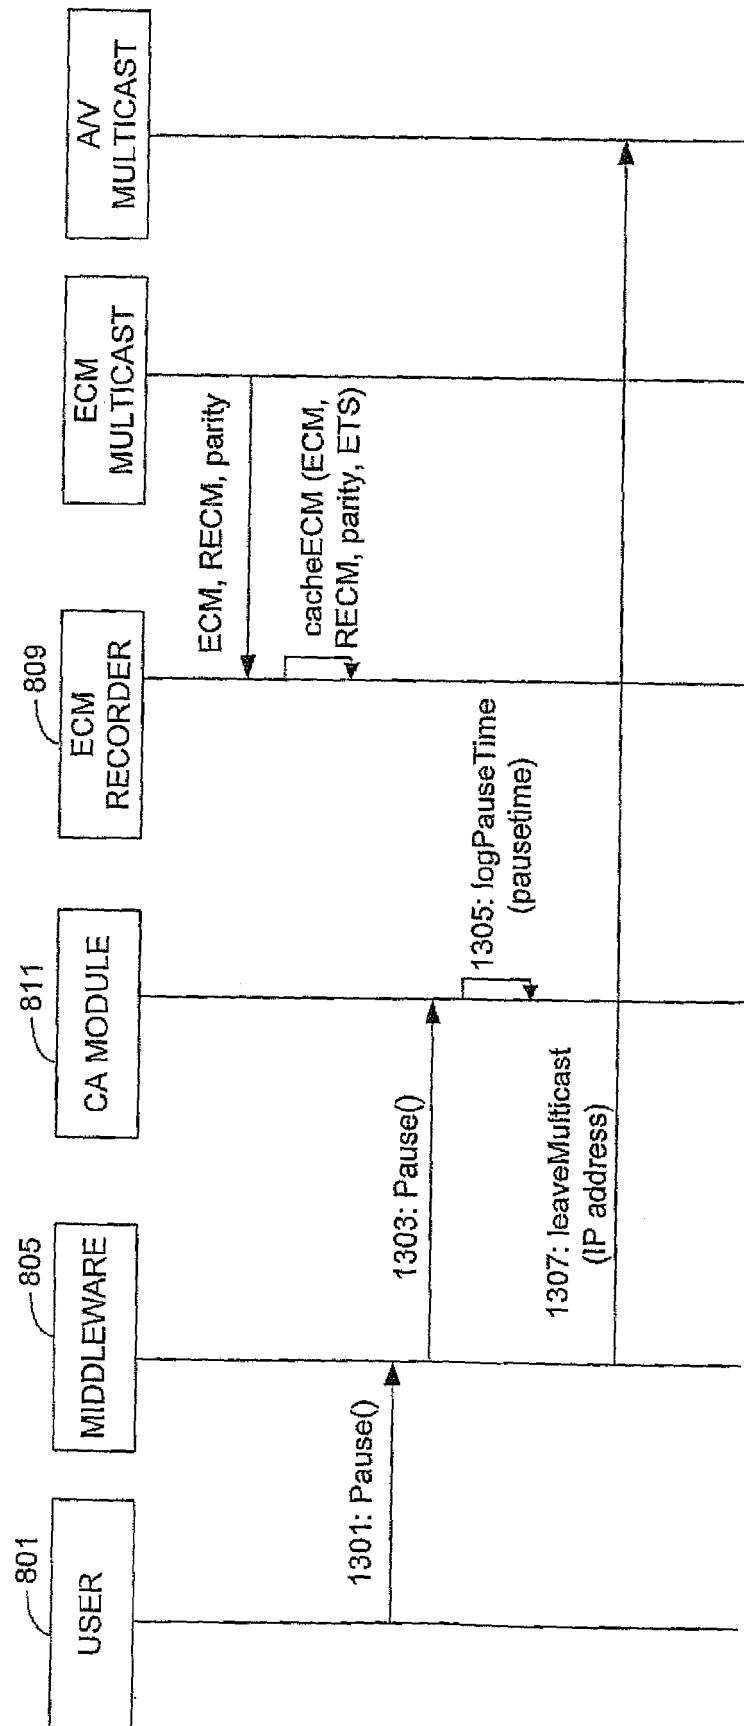 801
USER
805
MIDDLEWARE
811
CA MODULE
809
ECM
RECORDER
ECM
MULTICAST
A/V
MULTICAST
ECM, RECM, parity
cacheECM (ECM,
RECM, parity, ETS)
1301: Pause()
1303: Pause()
1305: logPauseTime
(pausetime)
1307: leaveMulticast
(IP address)